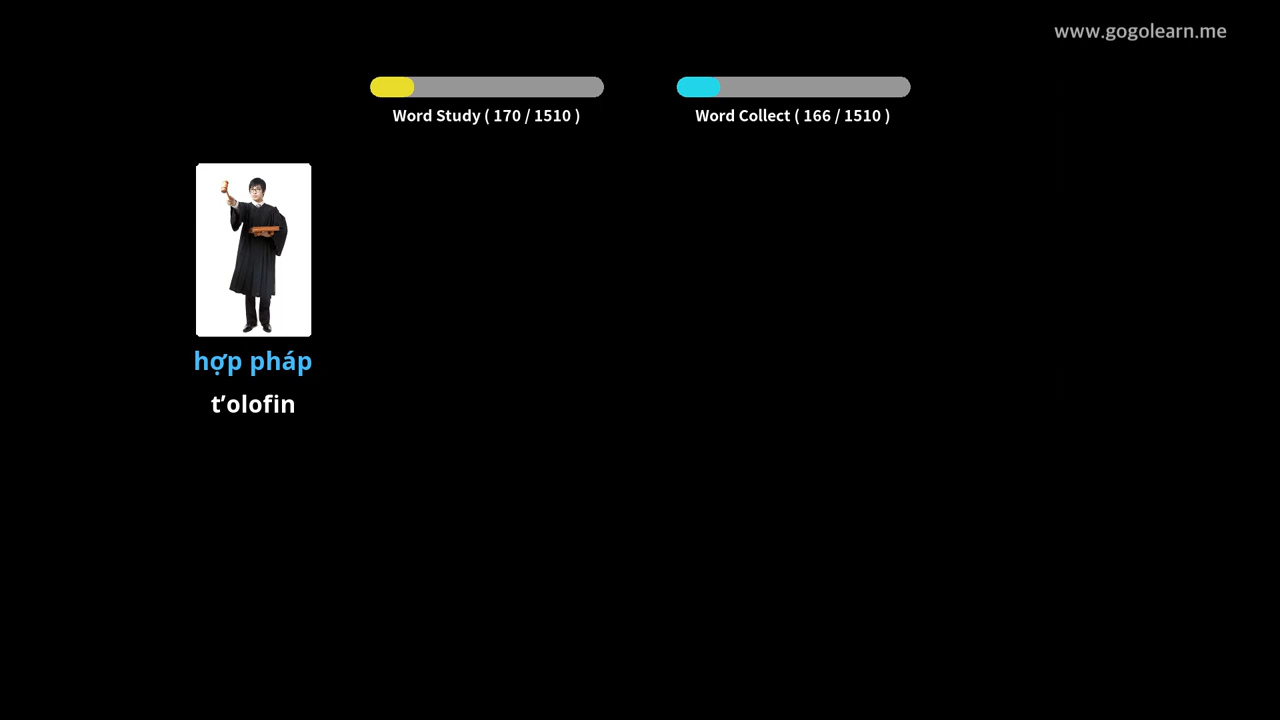 www.gogolearn.me
Word Study ( 170 / 1510 )
Word Collect ( 166 / 1510 )
hợp pháp
t’olofin